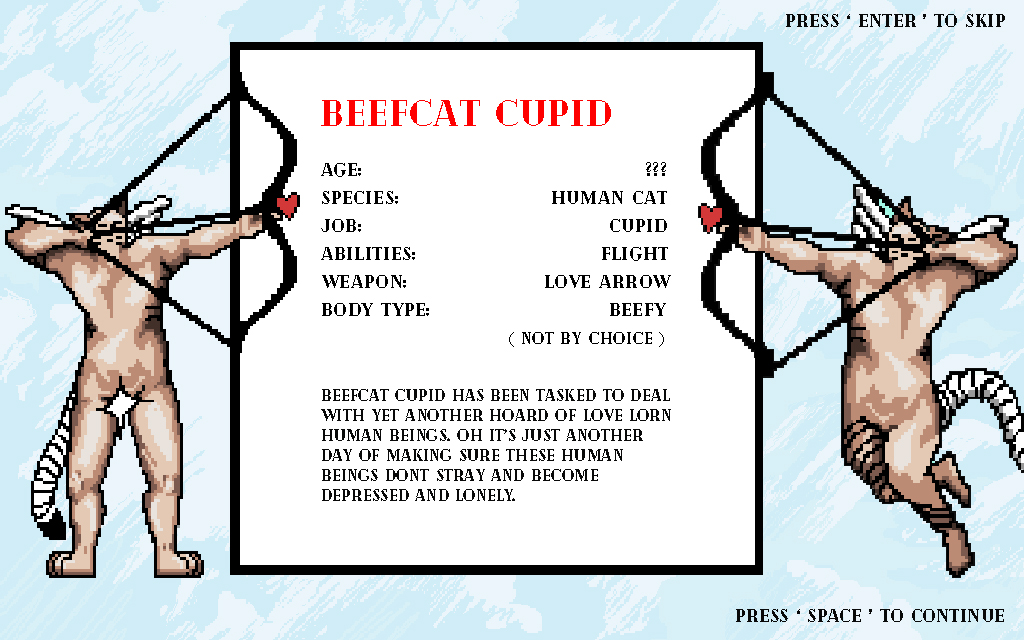 PRESS ‘ ENTER ’ TO SKIP
BEEFCAT CUPID
AGE: ???
SPECIES: HUMAN CAT
JOB: CUPID
ABILITIES: FLIGHT
WEAPON: LOVE ARROW
BODY TYPE: BEEFY
( NOT BY CHOICE )
BEEFCAT CUPID HAS BEEN TASKED TO DEAL
WITH YET ANOTHER HOARD OF LOVE LORN
HUMAN BEINGS. OH IT'S JUST ANOTHER
DAY OF MAKING SURE THESE HUMAN
BEINGS DONT STRAY AND BECOME
DEPRESSED AND LONELY.
PRESS ‘ SPACE ’ TO CONTINUE